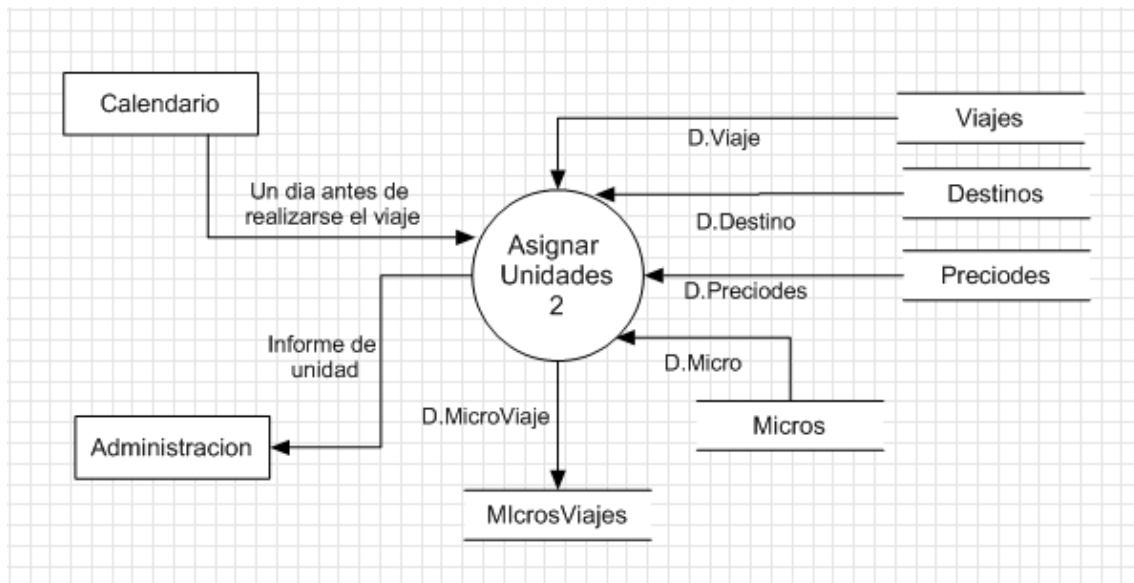 Calendario
Viajes
D.Viaje
Un dia antes de
realizarse el viaje
Destinos
D.Destino
Asignar
Unidades
2
Preciodes
D.Preciodes
Informe de
unidad
D.Micro
D.MicroViaje
Micros
Administracion
MIcrosViajes